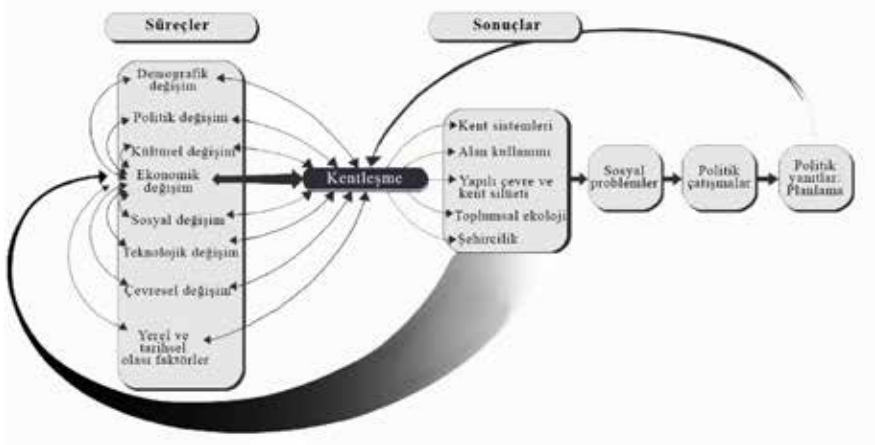 Süreçler
Sonuçlar
Demografik
değişim
Politik değişim
Kültürel değişim
Ekonomik
değişim
Sosyal değişim
Teknolojik değişim
Çevresel değişim
Yerel ve
tarihsel
olası faktörler
Kentleşme
Kent sistemleri
Alan kullanımı
Yapılı çevre ve
kent silüeti
Toplumsal ekoloji
Şehircilik
Sosyal
problemler
Politik
çatışmalar
Politik
yanıtlar:
Planlama